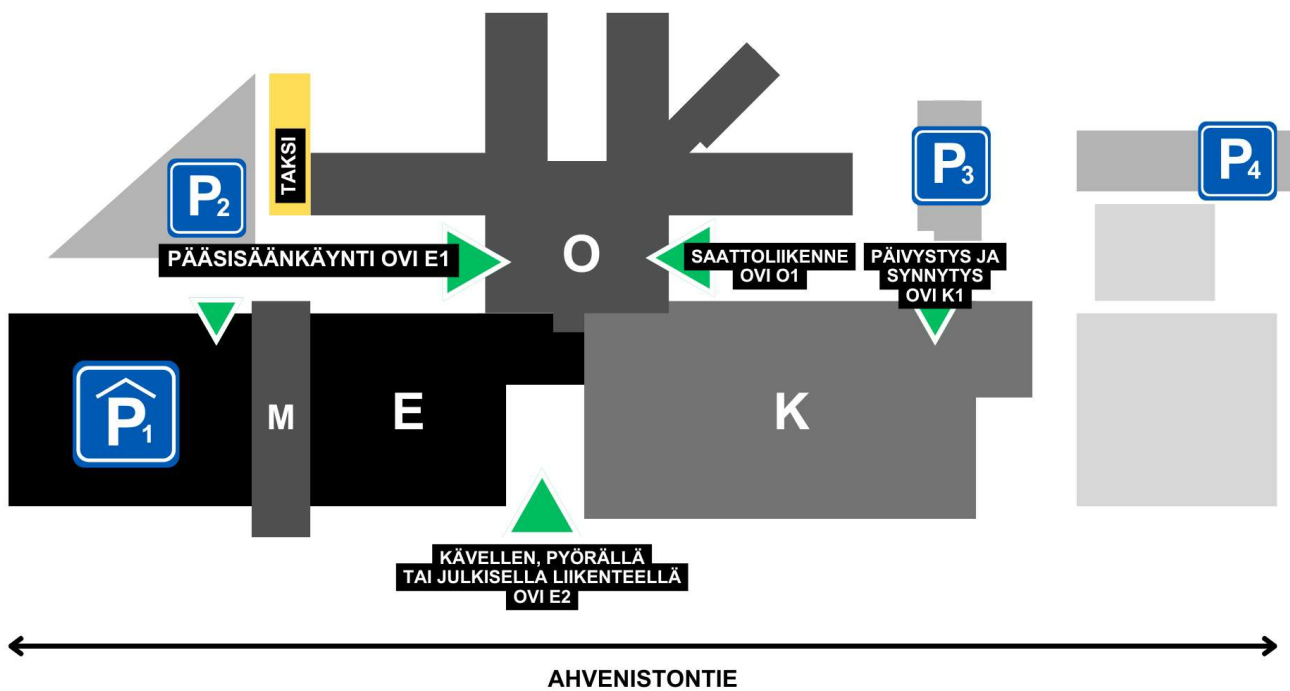 TAKSI
P2
P3
P4
PÄÄSISÄÄNKÄYNTI OVI E1
O
SAATTOLIIKENNE
OVI O1
PÄIVYSTYS JA
SYNNYTYS
OVI K1
P1
M
E
K
KÄVELLEN, PYÖRÄLLÄ
TAI JULKISELLA LIIKENTEELLÄ
OVI E2
AHVENISTONTIE